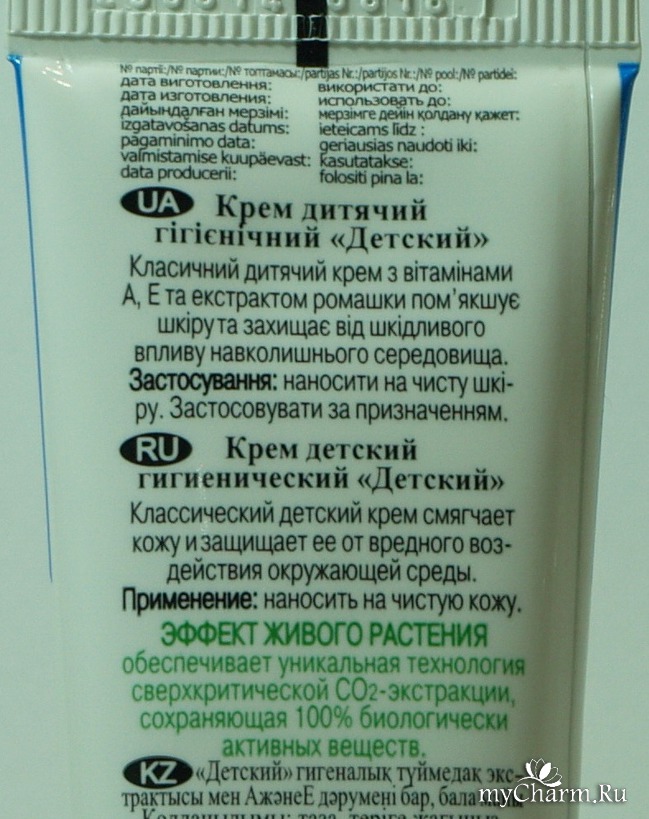 № партії:/№ партии:/№ топтамасы:/partijas Nr.:/partijos Nr.:/№ pool:/№ partidei:
дата виготовлення: використати до:
дата изготовления: использовать до:
дайындалған мерзімі: мерзімге дейін қолдану қажет:
izgatavošanas datums: ieteicams līdz :
pagaminimo data: geriausias naudoti iki:
valmistamise kuupäevast: kasutatakse:
data producerii: folositi pina la:
UA Крем дитячий
гігієнічний «Детский»
Класичний дитячий крем з вітамінами
А, Е та екстрактом ромашки пом'якшує
шкіру та захищає від шкідливого
впливу навколишнього середовища.
Застосування: наносити на чисту шкі-
ру. Застосовувати за призначенням.
RU Крем детский
гигиенический «Детский»
Классический детский крем смягчает
кожу и защищает ее от вредного воз-
действия окружающей среды.
Применение: наносить на чистую кожу.
ЭФФЕКТ ЖИВОГО РАСТЕНИЯ
обеспечивает уникальная технология
сверхкритической СО2-экстракции,
сохраняющая 100% биологически
активных веществ.
KZ «Детский» гигеналық түймедақ экс-
трактысы мен АжәнеЕ дәрумені бар, бала
Қолданылымы: таза, теріге жағыңыз
myCharm.Ru